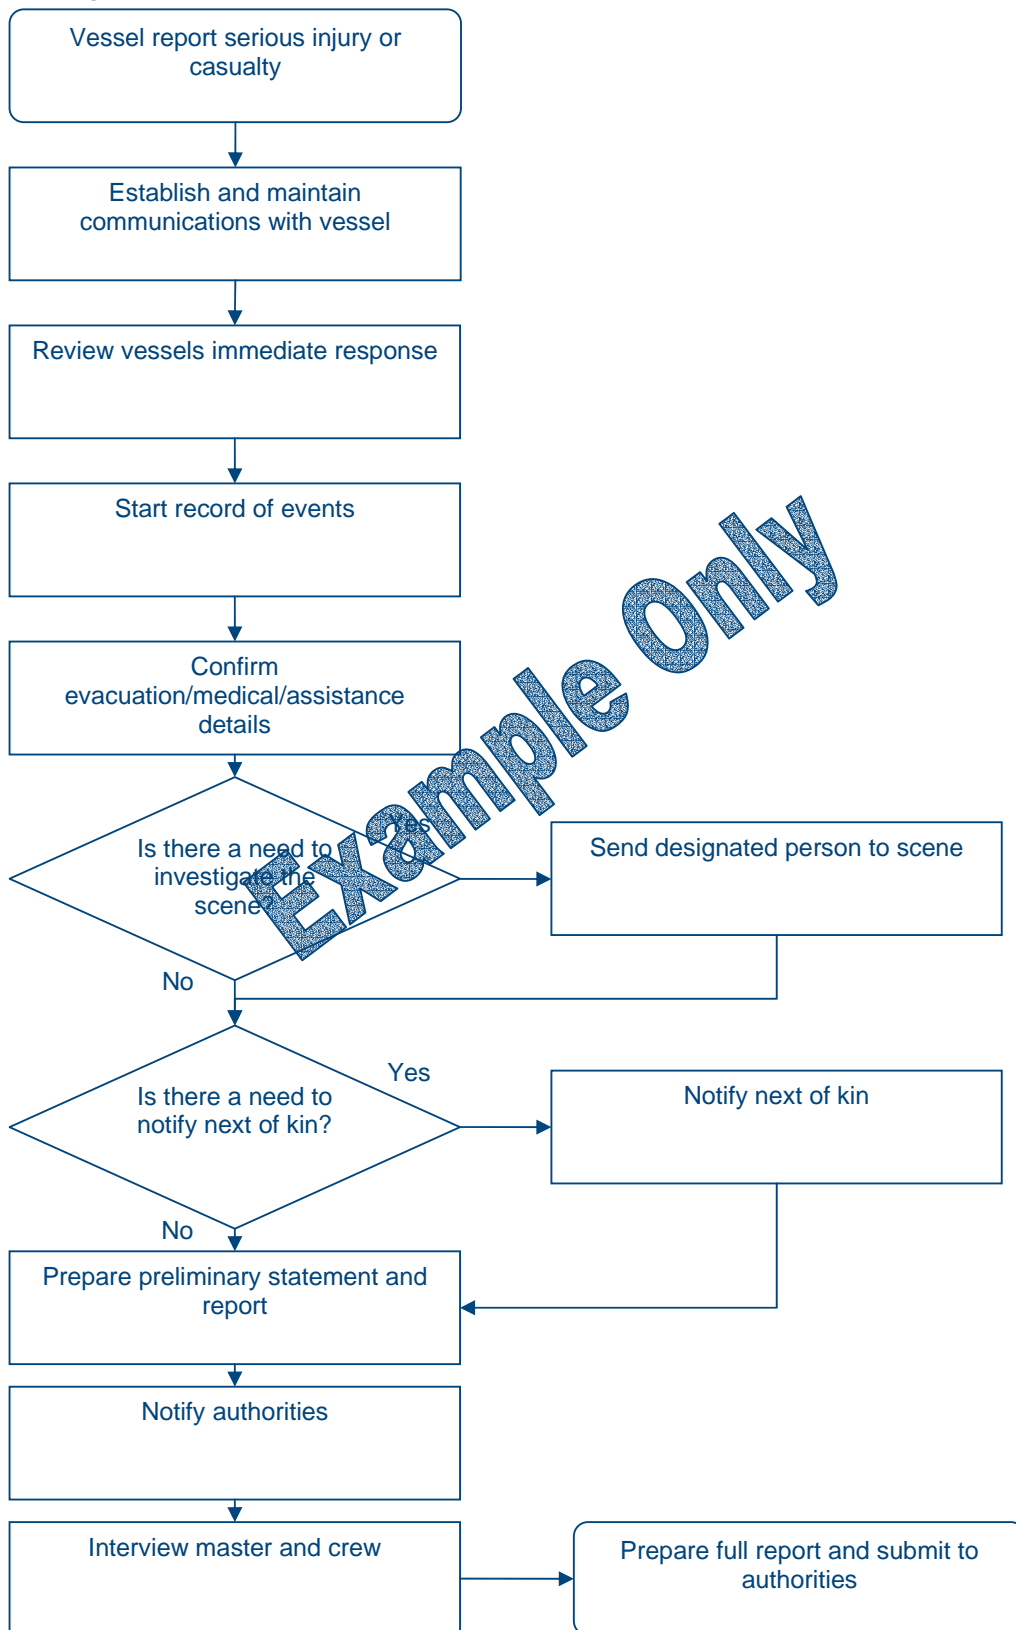 Vessel report serious injury or
casualty
Establish and maintain
communications with vessel
Review vessels immediate response
Start record of events
Confirm
evacuation/medical/assistance
details
Is there a need to
investigate the
scene?
Yes
Send designated person to scene
No
Is there a need to
notify next of kin?
Yes
Notify next of kin
No
Prepare preliminary statement and
report
Notify authorities
Interview master and crew
Prepare full report and submit to
authorities
Example Only